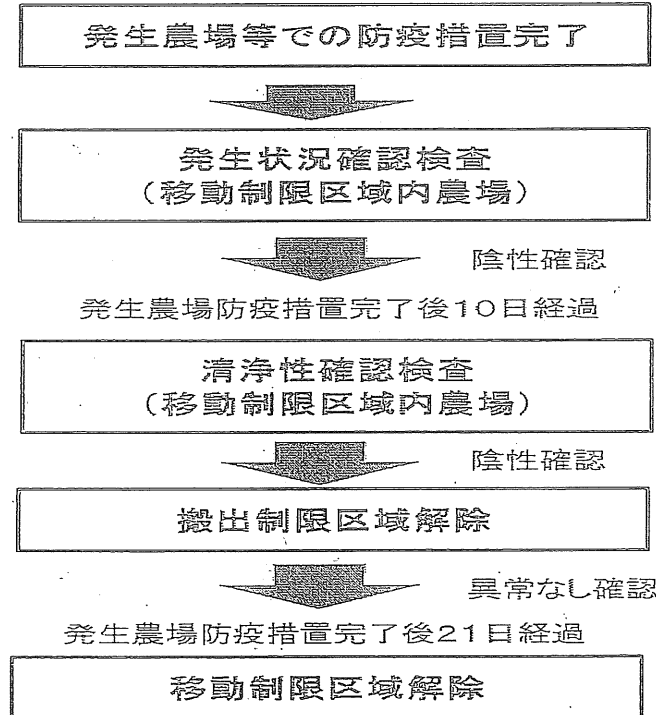 発生農場等での防疫措置完了
発生状況確認検査
（移動制限区域内農場）
陰性確認
発生農場防疫措置完了後10日経過
清浄性確認検査
（移動制限区域内農場）
陰性確認
搬出制限区域解除
異常なし確認
発生農場防疫措置完了後21日経過
移動制限区域解除